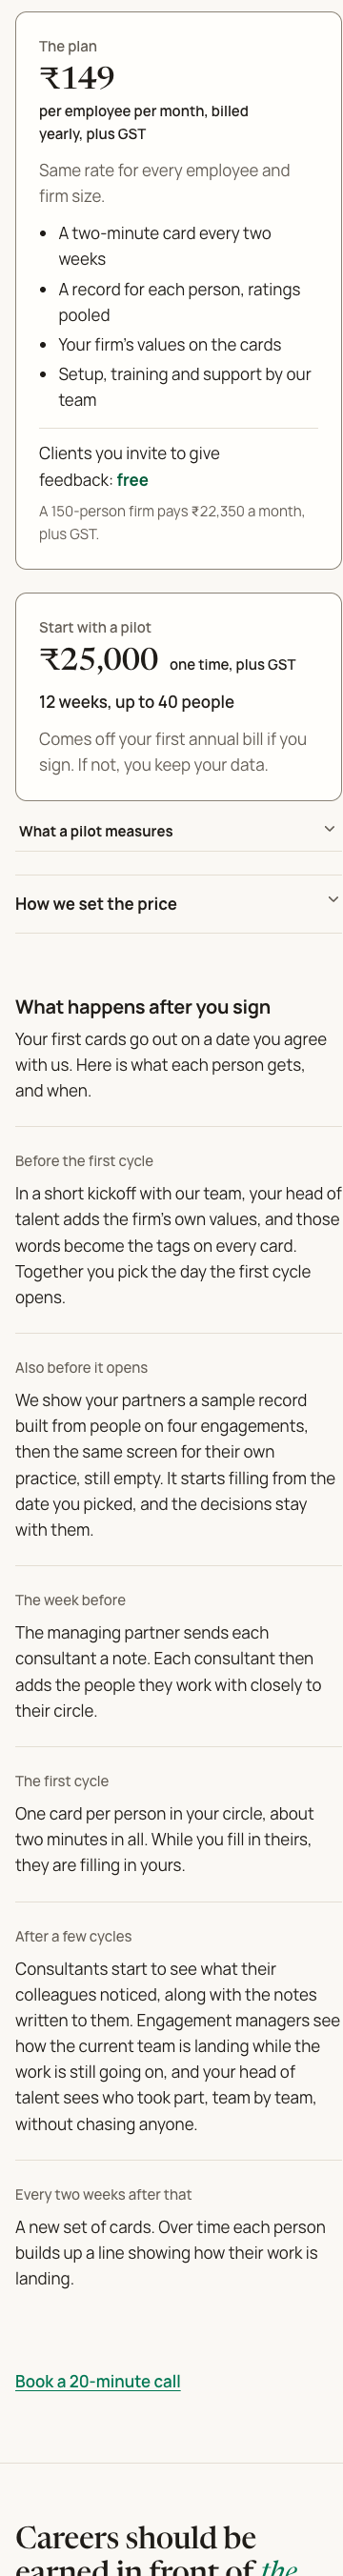 The plan
₹149
per employee per month, billed
yearly, plus GST
Same rate for every employee and
firm size.
• A two-minute card every two
weeks
• A record for each person, ratings
pooled
• Your firm's values on the cards
• Setup, training and support by our
team
Clients you invite to give
feedback: free
A 150-person firm pays ₹22,350 a month,
plus GST.
Start with a pilot
₹25,000 one time, plus GST
12 weeks, up to 40 people
Comes off your first annual bill if you
sign. If not, you keep your data.
What a pilot measures
How we set the price
What happens after you sign
Your first cards go out on a date you agree
with us. Here is what each person gets,
and when.
Before the first cycle
In a short kickoff with our team, your head of
talent adds the firm's own values, and those
words become the tags on every card.
Together you pick the day the first cycle
opens.
Also before it opens
We show your partners a sample record
built from people on four engagements,
then the same screen for their own
practice, still empty. It starts filling from the
date you picked, and the decisions stay
with them.
The week before
The managing partner sends each
consultant a note. Each consultant then
adds the people they work with closely to
their circle.
The first cycle
One card per person in your circle, about
two minutes in all. While you fill in theirs,
they are filling in yours.
After a few cycles
Consultants start to see what their
colleagues noticed, along with the notes
written to them. Engagement managers see
how the current team is landing while the
work is still going on, and your head of
talent sees who took part, team by team,
without chasing anyone.
Every two weeks after that
A new set of cards. Over time each person
builds up a line showing how their work is
landing.
Book a 20-minute call
Careers should be
earned in front of the